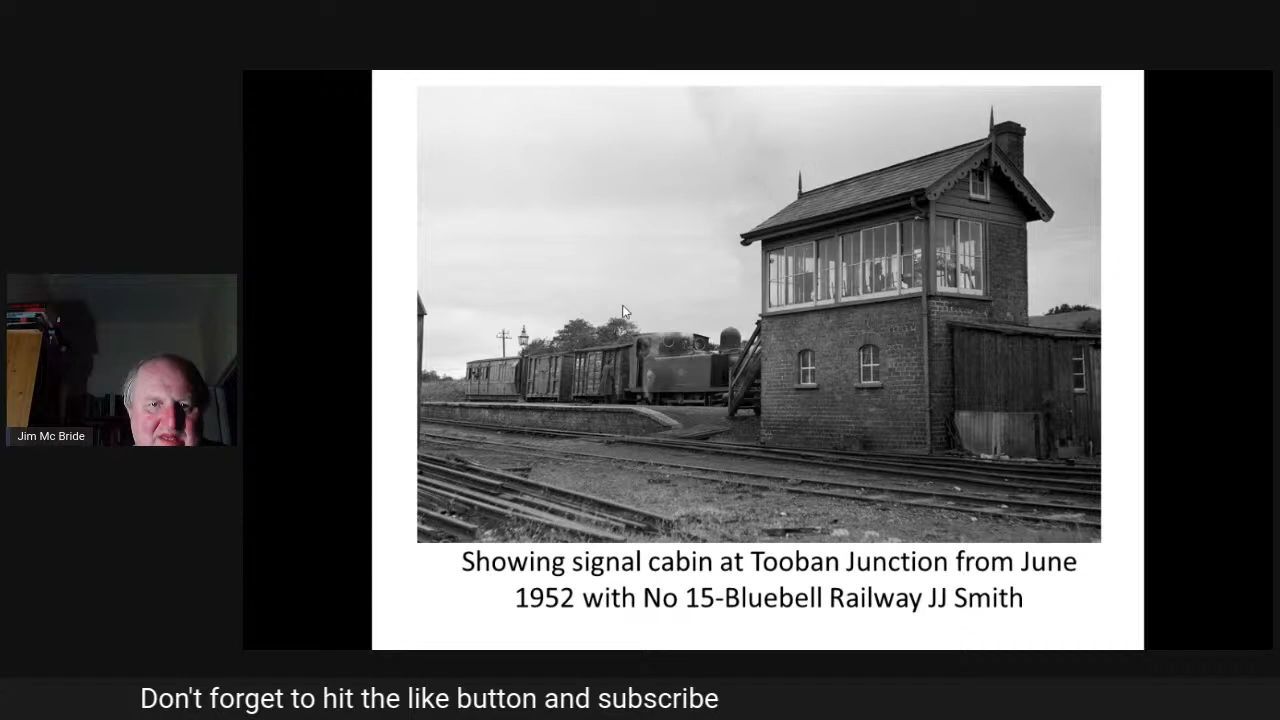 Jim Mc Bride
Showing signal cabin at Tooban Junction from June
1952 with No 15-Bluebell Railway JJ Smith
Don't forget to hit the like button and subscribe